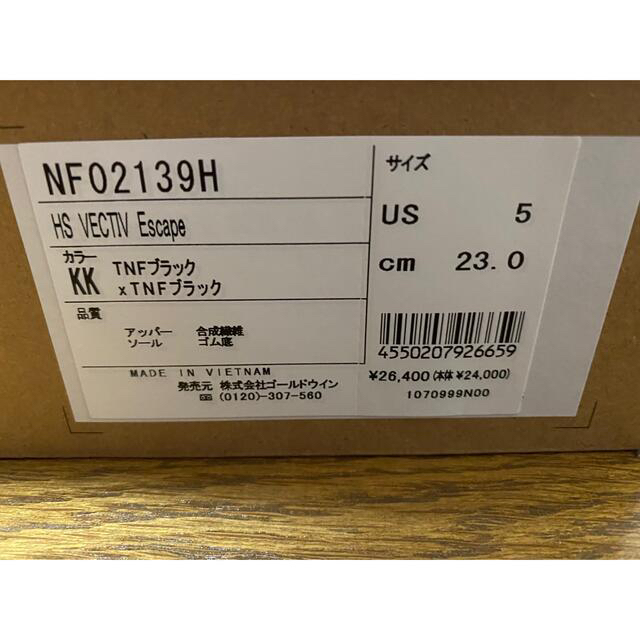 NF02139H
HS VECTIV Escape
カラー
KK TNFブラック
xTNFブラック
品質
アッパー 合成繊維
ソール ゴム底
MADE IN VIETNAM
発売元 株式会社ゴールドウイン
(0120)-307-560
サイズ
US 5
cm 23.0
4550207926659
¥26,400(本体 ¥24,000)
1070999N00